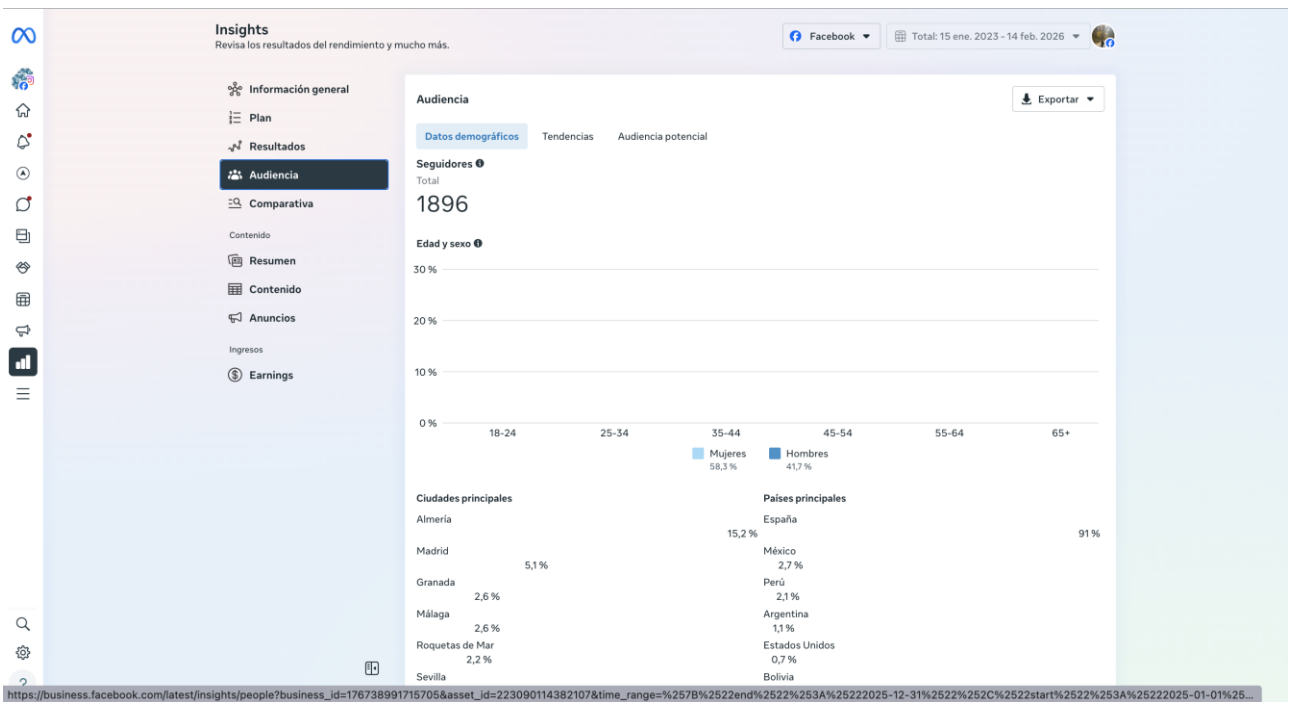 Insights
Revisa los resultados del rendimiento y mucho más.
Facebook
Total: 15 ene. 2023 - 14 feb. 2026
Información general
Plan
Resultados
Audiencia
Comparativa
Contenido
Resumen
Contenido
Anuncios
Ingresos
Earnings
Audiencia
Exportar
Datos demográficos
Tendencias
Audiencia potencial
Seguidores
Total
1896
Edad y sexo
30 %
20 %
10 %
0 %
18-24
25-34
35-44
45-54
55-64
65+
Mujeres
58,3 %
Hombres
41,7 %
Ciudades principales
Almería
15,2 %
Madrid
5,1 %
Granada
2,6 %
Málaga
2,6 %
Roquetas de Mar
2,2 %
Sevilla
Países principales
España
91 %
México
2,7 %
Perú
2,1 %
Argentina
1,1 %
Estados Unidos
0,7 %
Bolivia
https://business.facebook.com/latest/insights/people?business_id=176738991715705&asset_id=223090114382107&time_range=%257B%2522end%2522%253A%25222025-12-31%2522%252C%2522start%2522%253A%25222025-01-01%25...